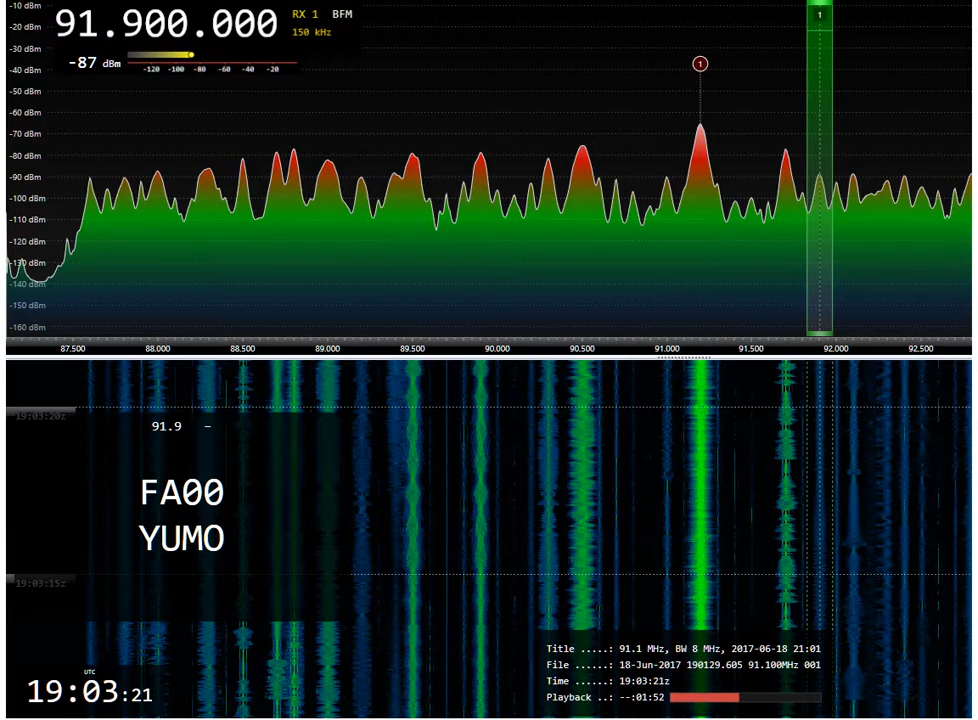 -10 dBm
91.900.000
RX 1 BFM
150 kHz
-20 dBm
-30 dBm
-87 dBm
-120 -100 -80 -60 -40 -20
-40 dBm
-50 dBm
-60 dBm
-70 dBm
-80 dBm
-90 dBm
-100 dBm
-110 dBm
-120 dBm
-130 dBm
-140 dBm
-150 dBm
-160 dBm
1
1
87.500 88.000 88.500 89.000 89.500 90.000 90.500 91.000 91.500 92.000 92.500
19:03:20z
91.9 –
FA00
YUMO
19:03:15z
UTC
19:03:21
Title .....: 91.1 MHz, BW 8 MHz, 2017-06-18 21:01
File ......: 18-Jun-2017 190129.605 91.100MHz 001
Time ......: 19:03:21z
Playback ..: --:01:52